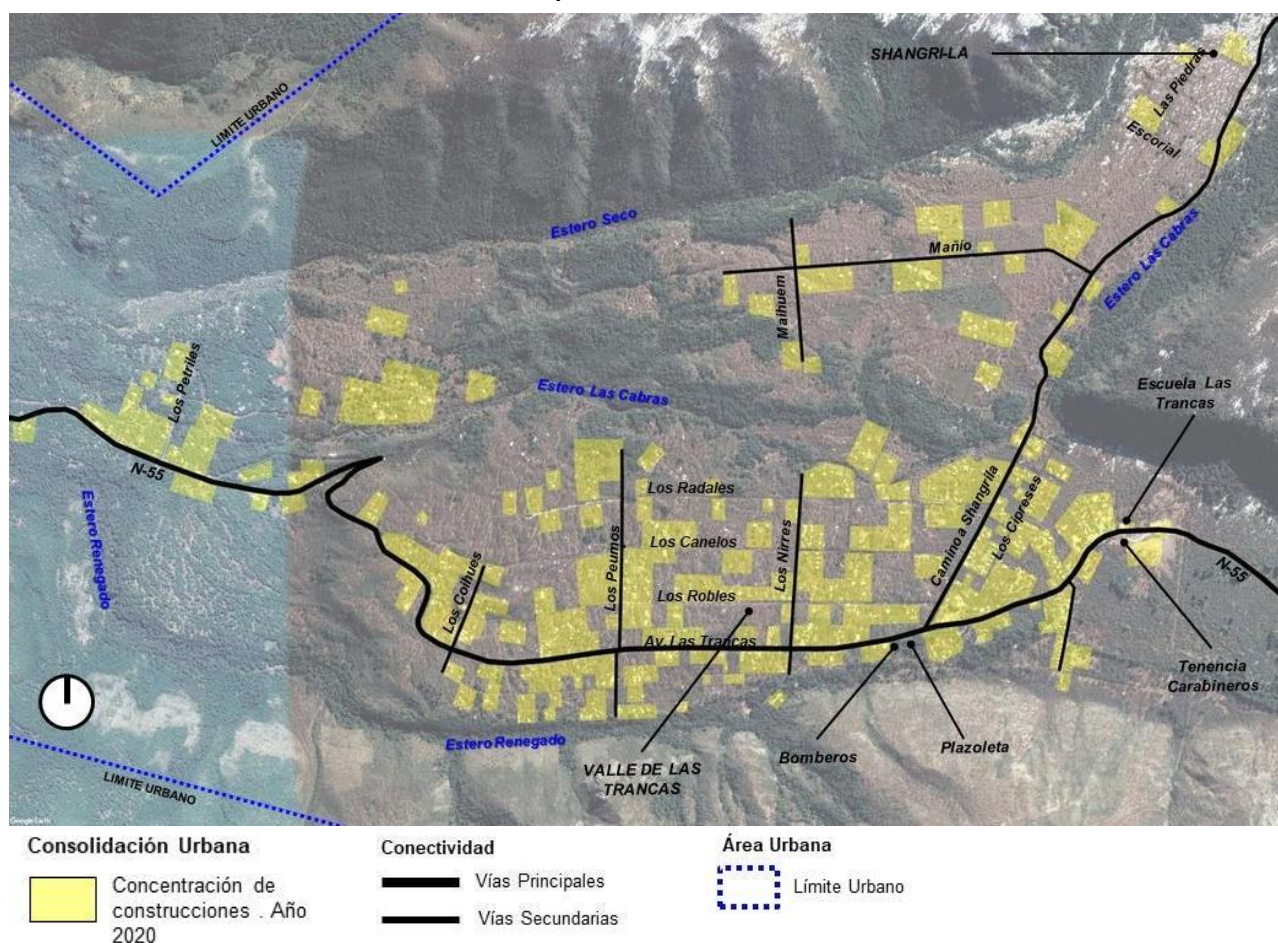 SHANGRI-LA
Las Piedras
LIMITE URBANO
Escorial
Estero Seco
Mañío
Estero Las Cabras
Maihuem
Los Petriles
Estero Las Cabras
Escuela Las
Trancas
N-55
Los Radales
Camino a Shangrila
Los Cipreses
Estero Renegado
Los Canelos
Los Peumos
Los Nirres
N-55
Los Coihues
Los Robles
Av. Las Trancas
Tenencia
Carabineros
Estero Renegado
Plazoleta
Bomberos
VALLE DE LAS
TRANCAS
LIMITE URBANO
Google Earth
Consolidación Urbana
Concentración de
construcciones . Año
2020
Conectividad
Vías Principales
Vías Secundarias
Área Urbana
Límite Urbano